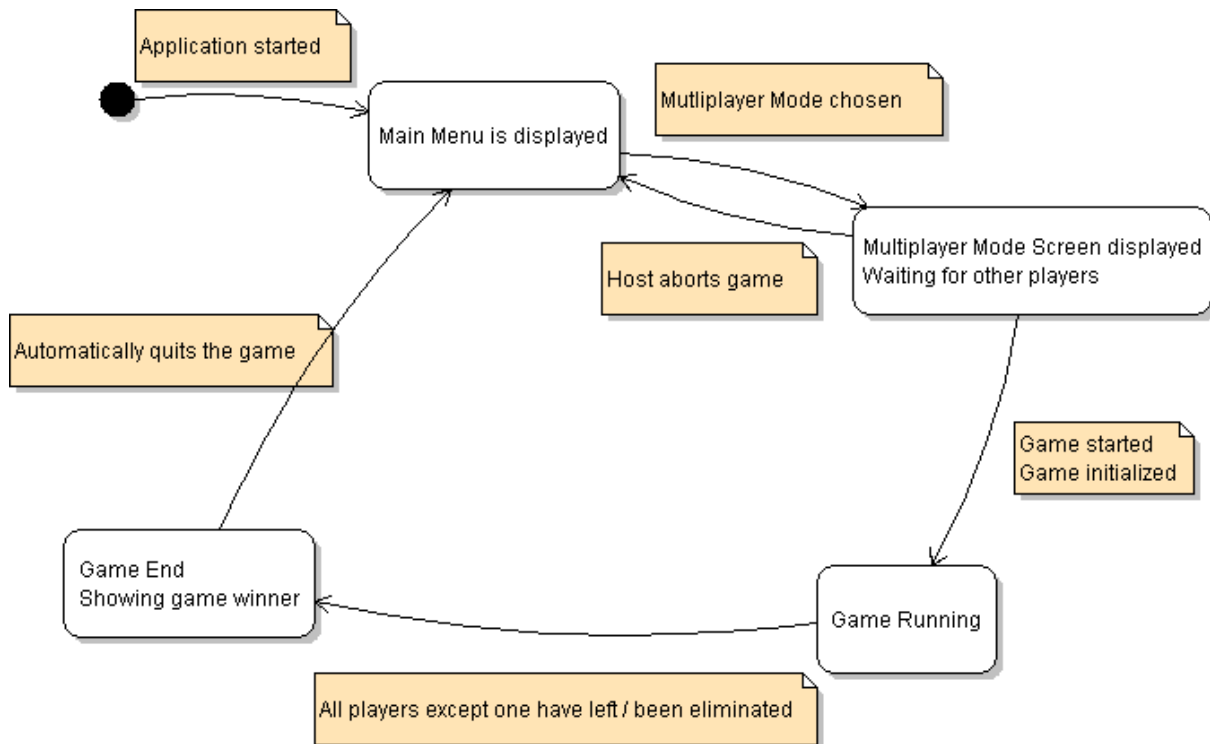 Application started
Main Menu is displayed
Mutliplayer Mode chosen
Multiplayer Mode Screen displayed
Waiting for other players
Host aborts game
Automatically quits the game
Game started
Game initialized
Game End
Showing game winner
Game Running
All players except one have left / been eliminated